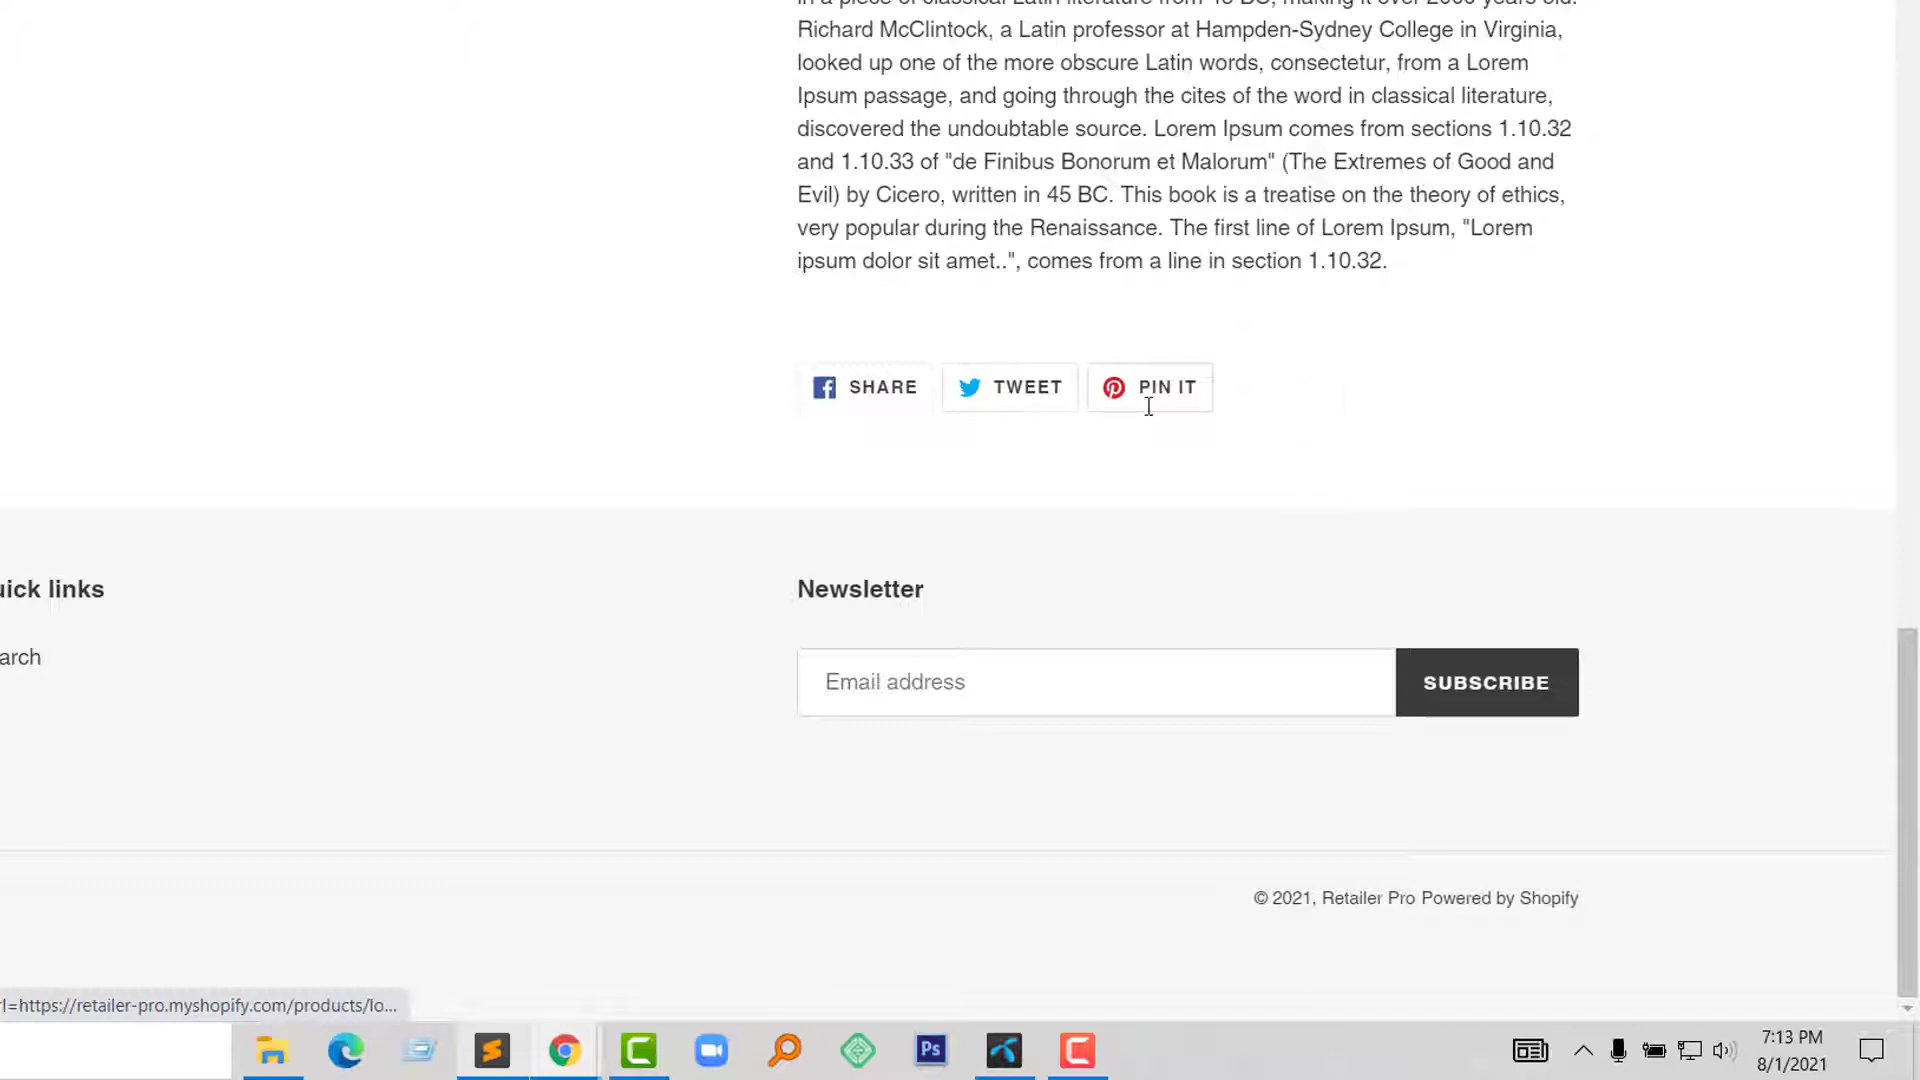 Richard McClintock, a Latin professor at Hampden-Sydney College in Virginia,
looked up one of the more obscure Latin words, consectetur, from a Lorem
Ipsum passage, and going through the cites of the word in classical literature,
discovered the undoubtable source. Lorem Ipsum comes from sections 1.10.32
and 1.10.33 of "de Finibus Bonorum et Malorum" (The Extremes of Good and
Evil) by Cicero, written in 45 BC. This book is a treatise on the theory of ethics,
very popular during the Renaissance. The first line of Lorem Ipsum, "Lorem
ipsum dolor sit amet..", comes from a line in section 1.10.32.
SHARE TWEET PIN IT
uick links
Newsletter
arch
Email address
SUBSCRIBE
© 2021, Retailer Pro Powered by Shopify
rl=https://retailer-pro.myshopify.com/products/lo...
Ps
7:13 PM
8/1/2021